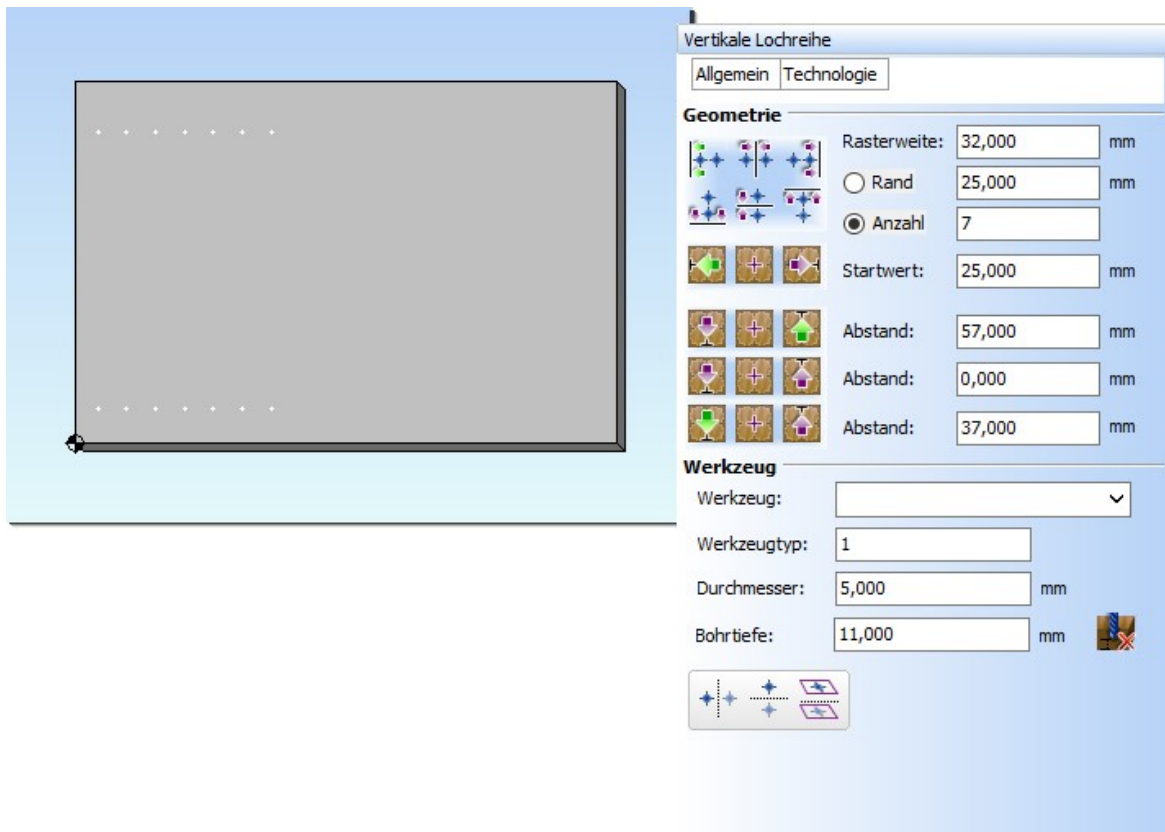 Vertikale Lochreihe
Allgemein Technologie
Geometrie
Rasterweite: 32,000 mm
Rand 25,000 mm
Anzahl 7
Startwert: 25,000 mm
Abstand: 57,000 mm
Abstand: 0,000 mm
Abstand: 37,000 mm
Werkzeug
Werkzeug:
Werkzeugtyp: 1
Durchmesser: 5,000 mm
Bohrtiefe: 11,000 mm